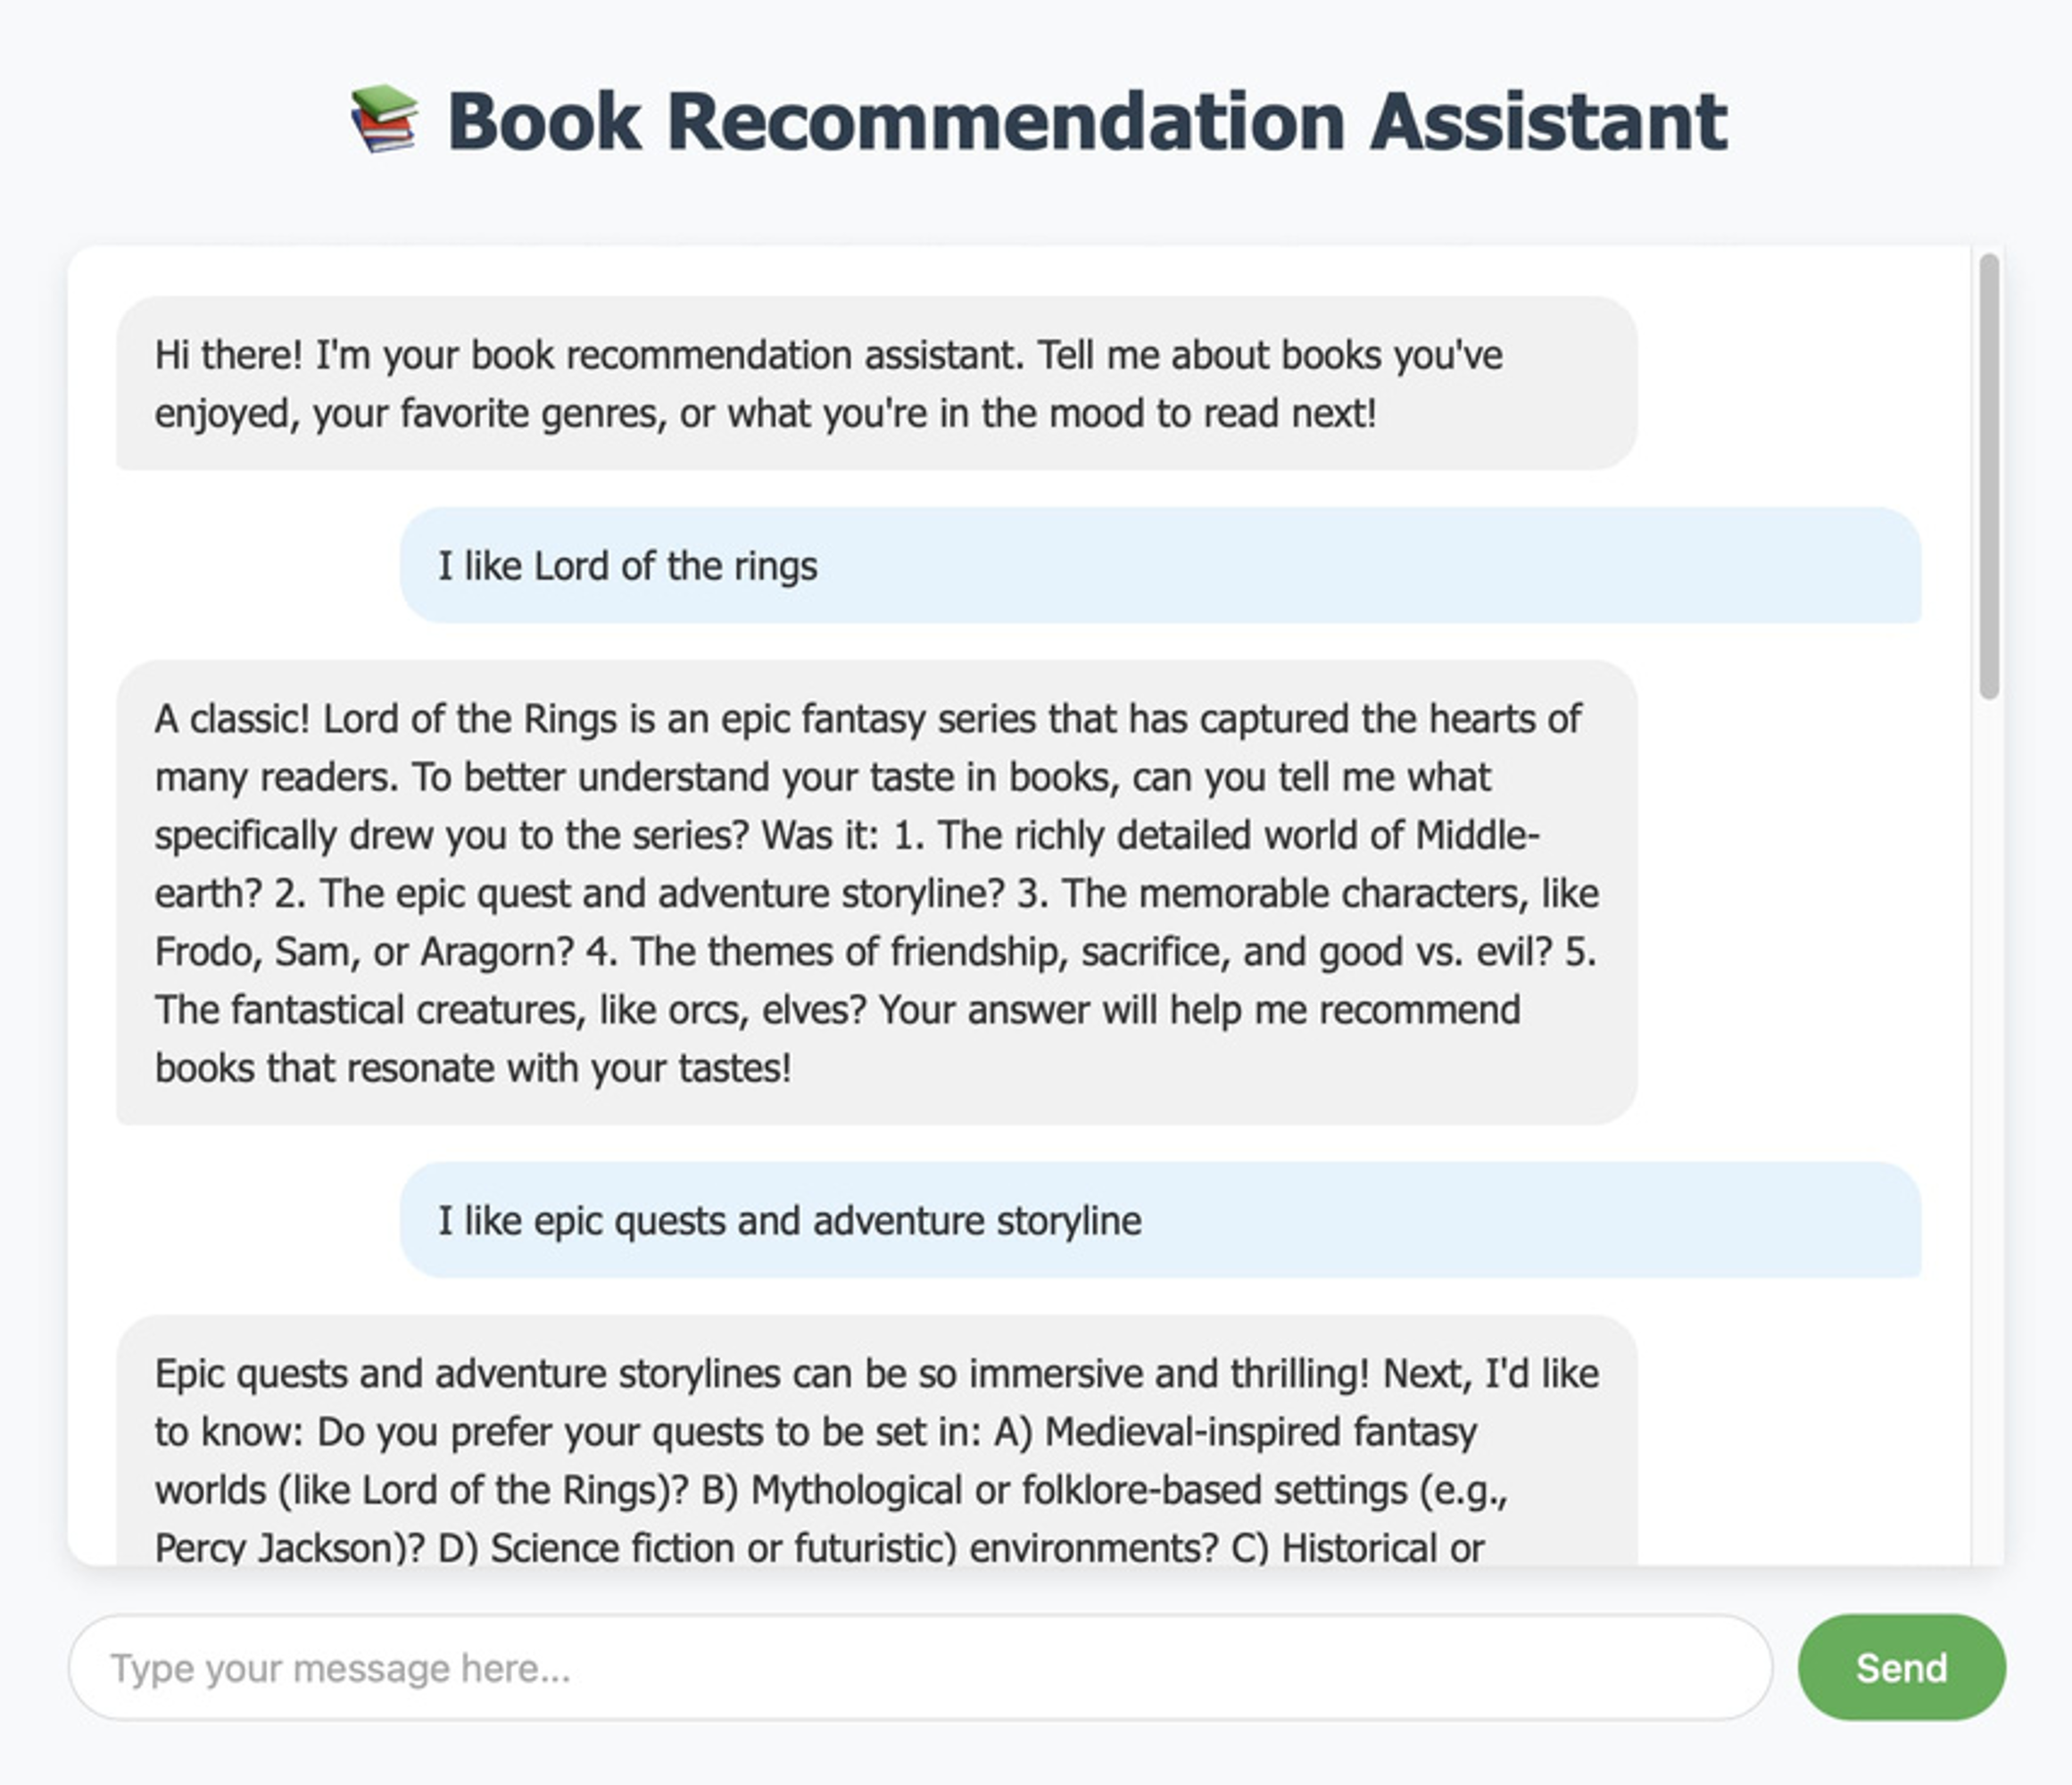 Book Recommendation Assistant
Hi there! I'm your book recommendation assistant. Tell me about books you've
enjoyed, your favorite genres, or what you're in the mood to read next!
I like Lord of the rings
A classic! Lord of the Rings is an epic fantasy series that has captured the hearts of
many readers. To better understand your taste in books, can you tell me what
specifically drew you to the series? Was it: 1. The richly detailed world of Middle-
earth? 2. The epic quest and adventure storyline? 3. The memorable characters, like
Frodo, Sam, or Aragorn? 4. The themes of friendship, sacrifice, and good vs. evil? 5.
The fantastical creatures, like orcs, elves? Your answer will help me recommend
books that resonate with your tastes!
I like epic quests and adventure storyline
Epic quests and adventure storylines can be so immersive and thrilling! Next, I'd like
to know: Do you prefer your quests to be set in: A) Medieval-inspired fantasy
worlds (like Lord of the Rings)? B) Mythological or folklore-based settings (e.g.,
Percy Jackson)? D) Science fiction or futuristic) environments? C) Historical or
Type your message here...
Send